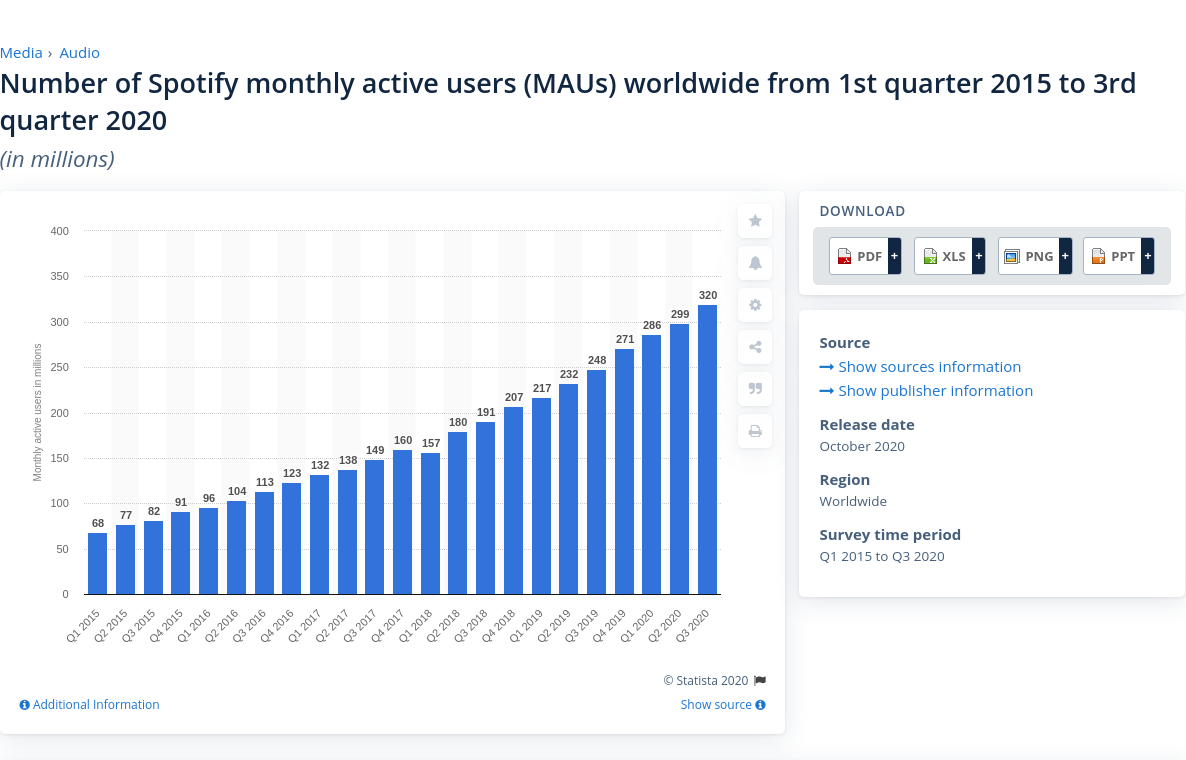 Media › Audio
Number of Spotify monthly active users (MAUs) worldwide from 1st quarter 2015 to 3rd
quarter 2020
(in millions)
400
350
300
250
200
150
100
50
0
Monthly active users in millions
68
77
82
91
96
104
113
123
132
138
149
160
157
180
191
207
217
232
248
271
286
299
320
Q1 2015
Q2 2015
Q3 2015
Q4 2015
Q1 2016
Q2 2016
Q3 2016
Q4 2016
Q1 2017
Q2 2017
Q3 2017
Q4 2017
Q1 2018
Q2 2018
Q3 2018
Q4 2018
Q1 2019
Q2 2019
Q3 2019
Q4 2019
Q1 2020
Q2 2020
Q3 2020
© Statista 2020
Additional Information
Show source
DOWNLOAD
PDF + XLS + PNG + PPT +
Source
Show sources information
Show publisher information
Release date
October 2020
Region
Worldwide
Survey time period
Q1 2015 to Q3 2020